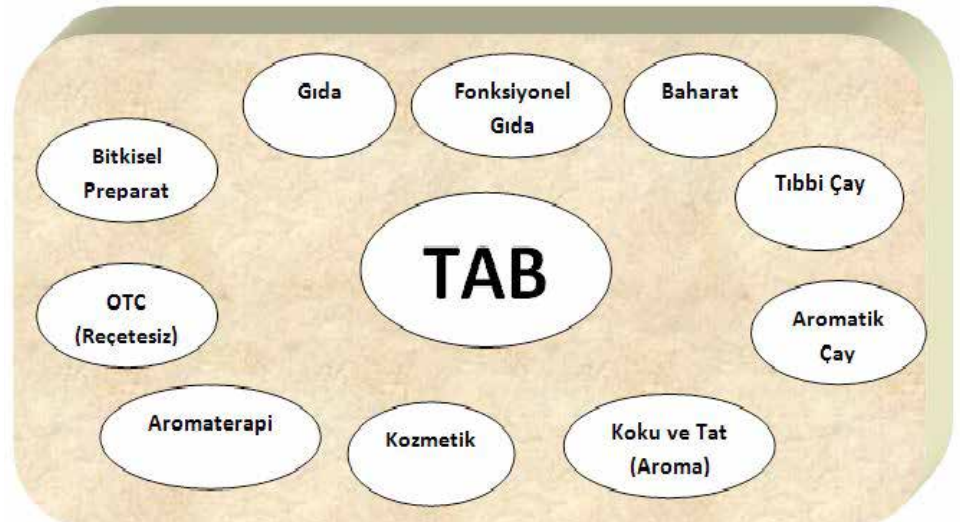 Gıda
Fonksiyonel
Gıda
Baharat
Bitkisel
Preparat
Tıbbi Çay
TAB
OTC
(Reçetesiz)
Aromatik
Çay
Aromaterapi
Kozmetik
Koku ve Tat
(Aroma)